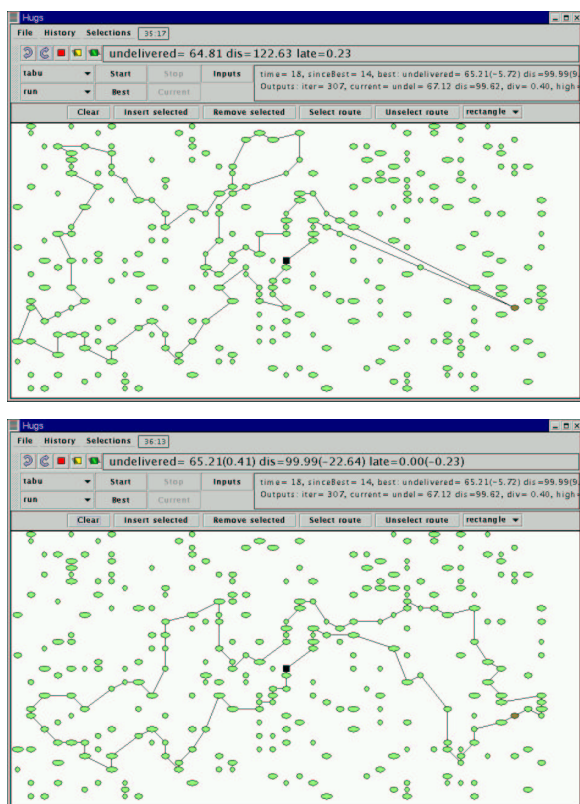 Hugs
File History Selections 35:17
undelivered= 64.81 dis=122.63 late=0.23
tabu Start Stop Inputs time= 18, sinceBest= 14, best: undelivered= 65.21(-5.72) dis=99.99(9
run Best Current Outputs: iter= 307, current= undel= 67.12 dis=99.62, div= 0.40, high
Clear Insert selected Remove selected Select route Unselect route rectangle
Hugs
File History Selections 36:13
undelivered= 65.21(0.41) dis=99.99(-22.64) late=0.00(-0.23)
tabu Start Stop Inputs time= 18, sinceBest= 14, best: undelivered= 65.21(-5.72) dis=99.99(9
run Best Current Outputs: iter= 307, current= undel= 67.12 dis=99.62, div= 0.40, high
Clear Insert selected Remove selected Select route Unselect route rectangle